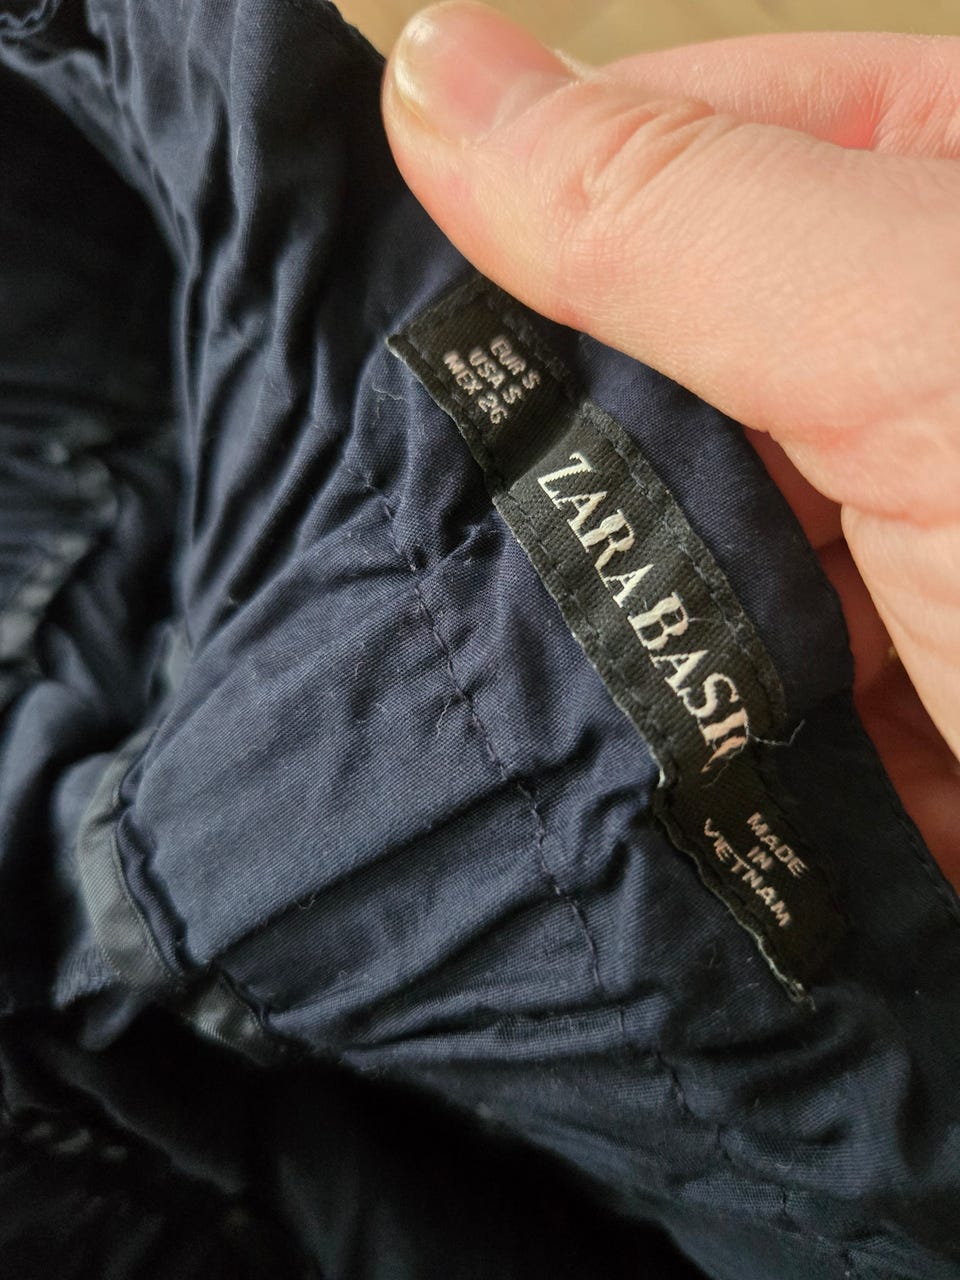 EUR S
USA S
MEX 26
ZARA BASIC
MADE
IN
VIETNAM